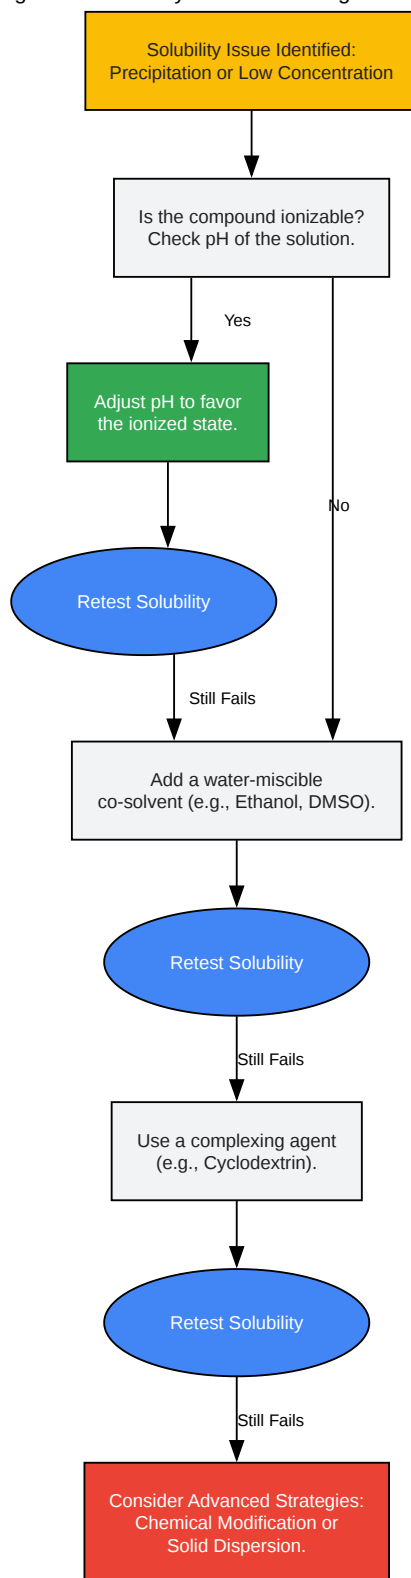 Solubility Issue Identified:
Precipitation or Low Concentration
Is the compound ionizable?
Check pH of the solution.
Yes
Adjust pH to favor
the ionized state.
No
Retest Solubility
Still Fails
Add a water-miscible
co-solvent (e.g., Ethanol, DMSO).
Retest Solubility
Still Fails
Use a complexing agent
(e.g., Cyclodextrin).
Retest Solubility
Still Fails
Consider Advanced Strategies:
Chemical Modification or
Solid Dispersion.